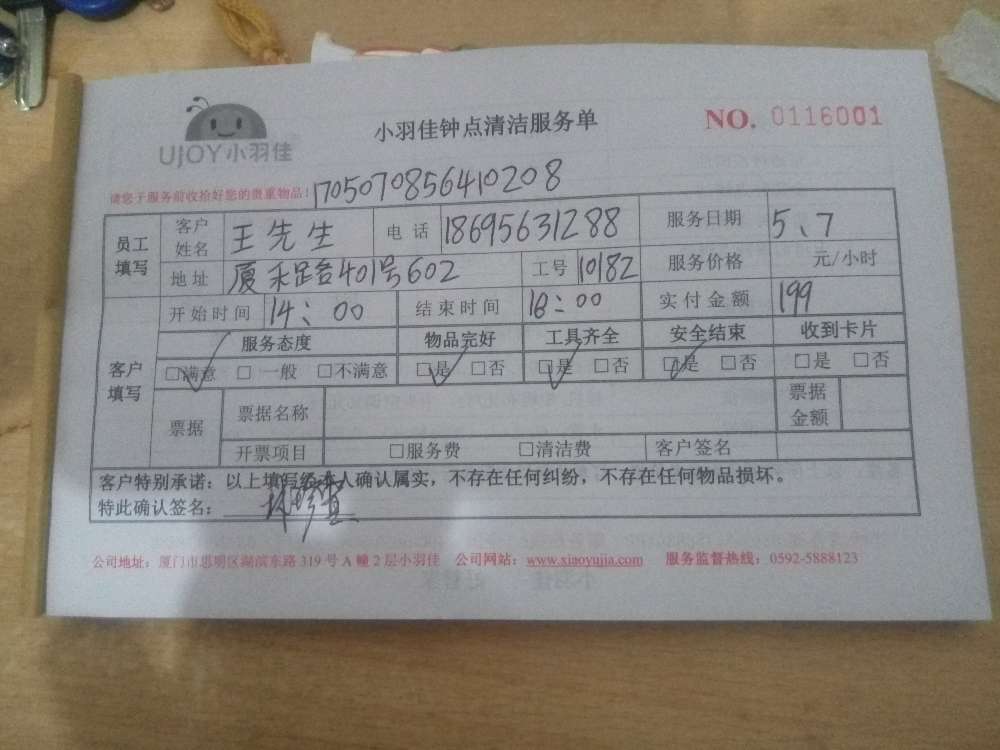 UJOY小羽佳
小羽佳钟点清洁服务单
NO. 0116001
请您于服务前收拾好您的贵重物品！1705070856410208
员工填写 客户姓名 王先生 电话 18695631288 服务日期 5、7
地址 厦禾路401号602 工号 10182 服务价格 元/小时
客户填写 开始时间 14：00 结束时间 18：00 实付金额 199
服务态度 物品完好 工具齐全 安全结束 收到卡片
□满意 □一般 □不满意 □是 □否 □是 □否 □是 □否 □是 □否
票据 票据名称 票据金额
开票项目 □服务费 □清洁费 客户签名
客户特别承诺：以上填写经本人确认属实，不存在任何纠纷，不存在任何物品损坏。
特此确认签名：
公司地址：厦门市思明区湖滨东路 319 号 A 幢 2 层小羽佳 公司网站：www.xiaoyujia.com 服务监督热线：0592-5888123